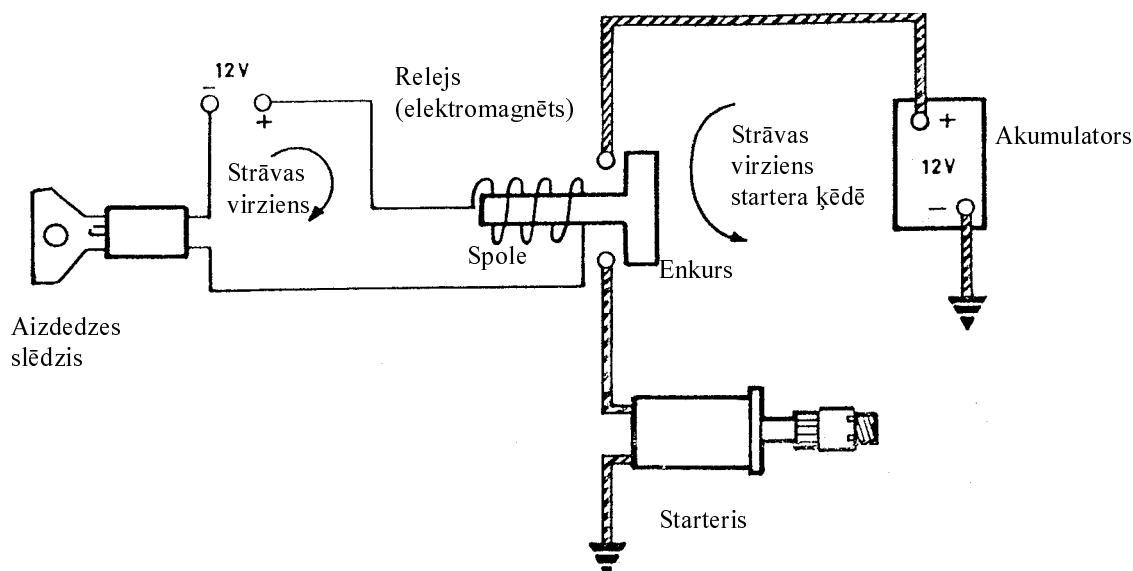 12V
−
+
Relejs
(elektromagnēts)
Strāvas
virziens
Strāvas
virziens
startera ķēdē
+
12V
−
Akumulators
Spole
Enkurs
Aizdedzes
slēdzis
Starteris